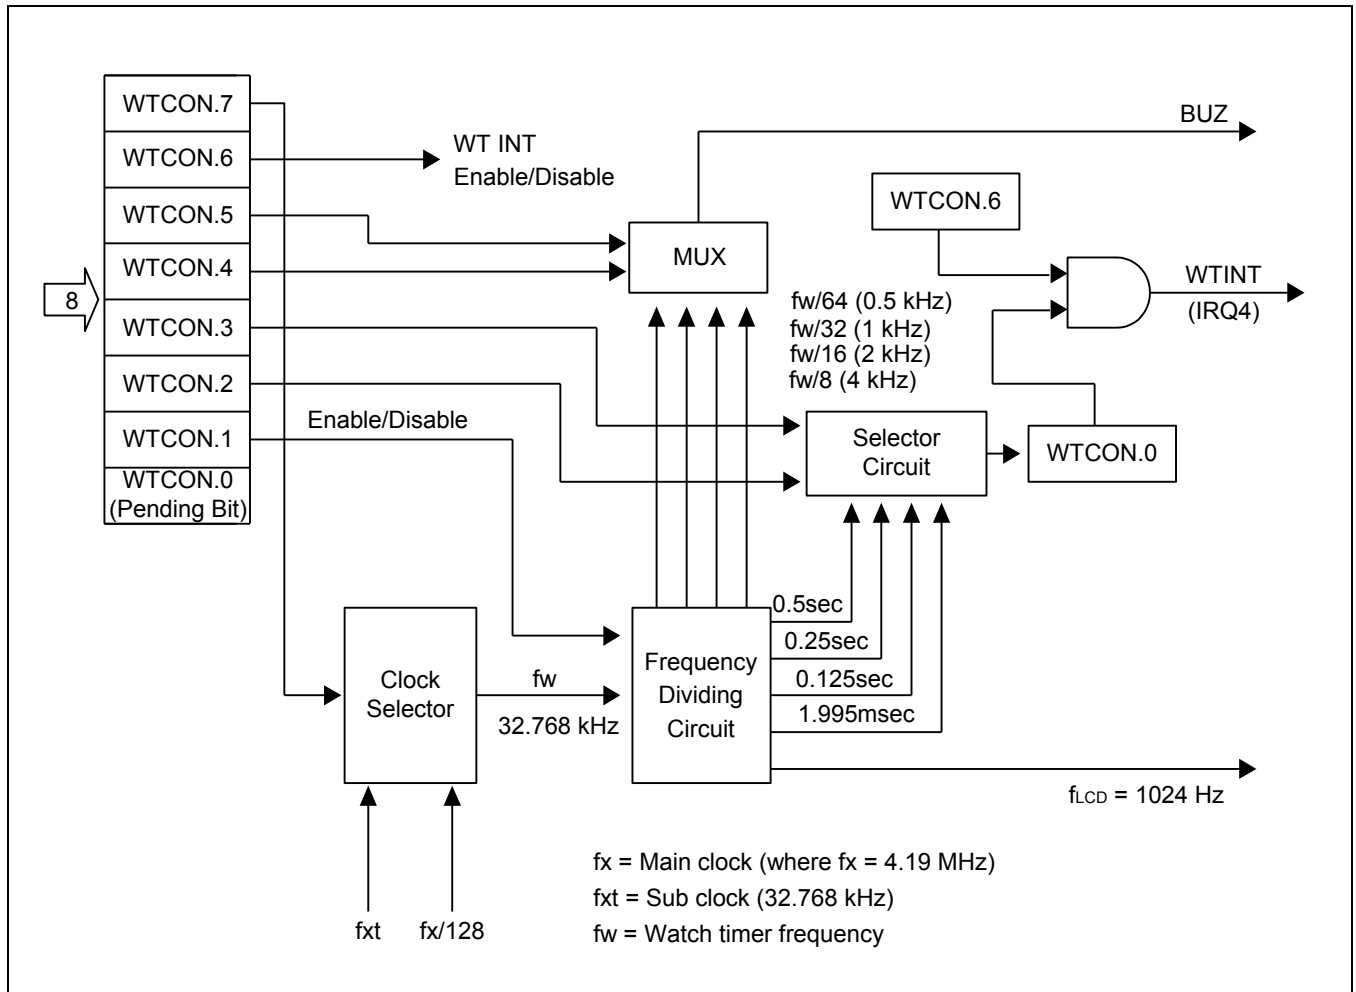 WTCON.7
WTCON.6
WTCON.5
WTCON.4
WTCON.3
WTCON.2
WTCON.1
WTCON.0
(Pending Bit)
8
WT INT
Enable/Disable
BUZ
MUX
WTCON.6
WTINT
(IRQ4)
fw/64 (0.5 kHz)
fw/32 (1 kHz)
fw/16 (2 kHz)
fw/8 (4 kHz)
Enable/Disable
Selector
Circuit
WTCON.0
Clock
Selector
fw
32.768 kHz
Frequency
Dividing
Circuit
0.5sec
0.25sec
0.125sec
1.995msec
fLCD = 1024 Hz
fxt
fx/128
fx = Main clock (where fx = 4.19 MHz)
fxt = Sub clock (32.768 kHz)
fw = Watch timer frequency